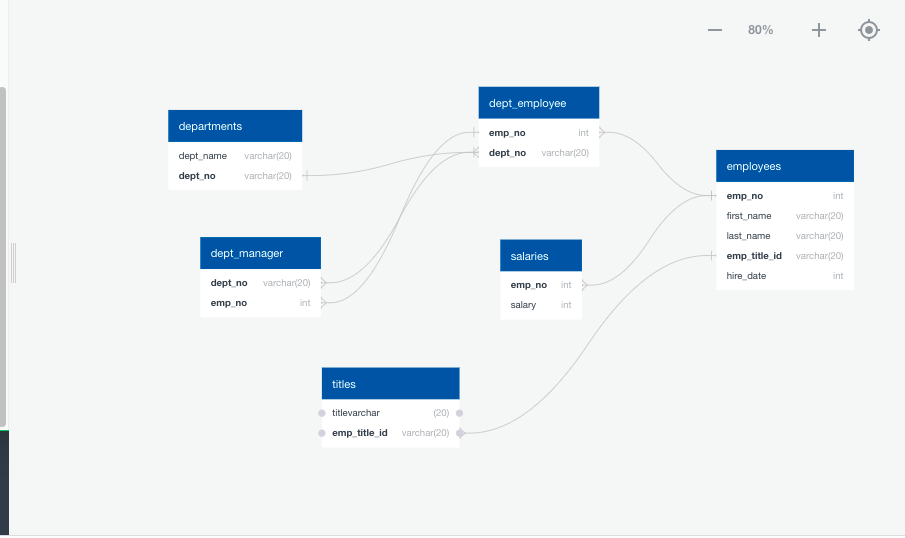 80%
departments
dept_name varchar(20)
dept_no varchar(20)
dept_employee
emp_no int
dept_no varchar(20)
employees
emp_no int
first_name varchar(20)
last_name varchar(20)
emp_title_id varchar(20)
hire_date int
dept_manager
dept_no varchar(20)
emp_no int
salaries
emp_no int
salary int
titles
titlevarchar (20)
emp_title_id varchar(20)